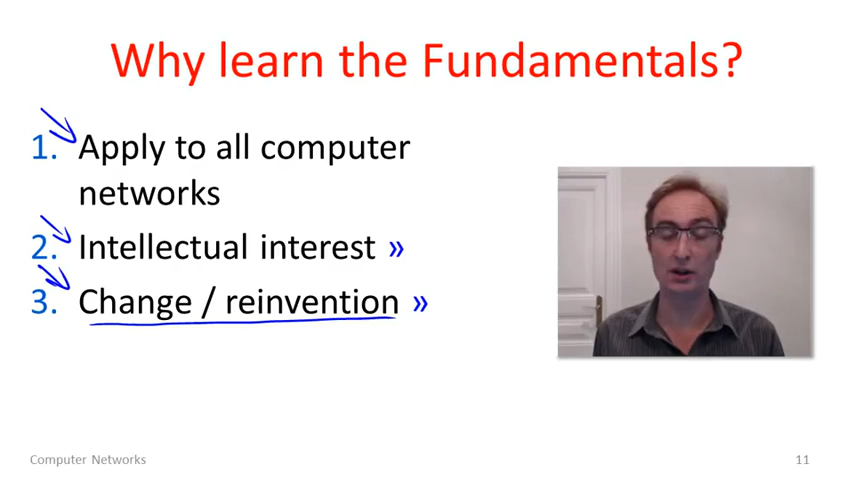 Why learn the Fundamentals?
1. Apply to all computer
networks
2. Intellectual interest »
3. Change / reinvention »
Computer Networks
11